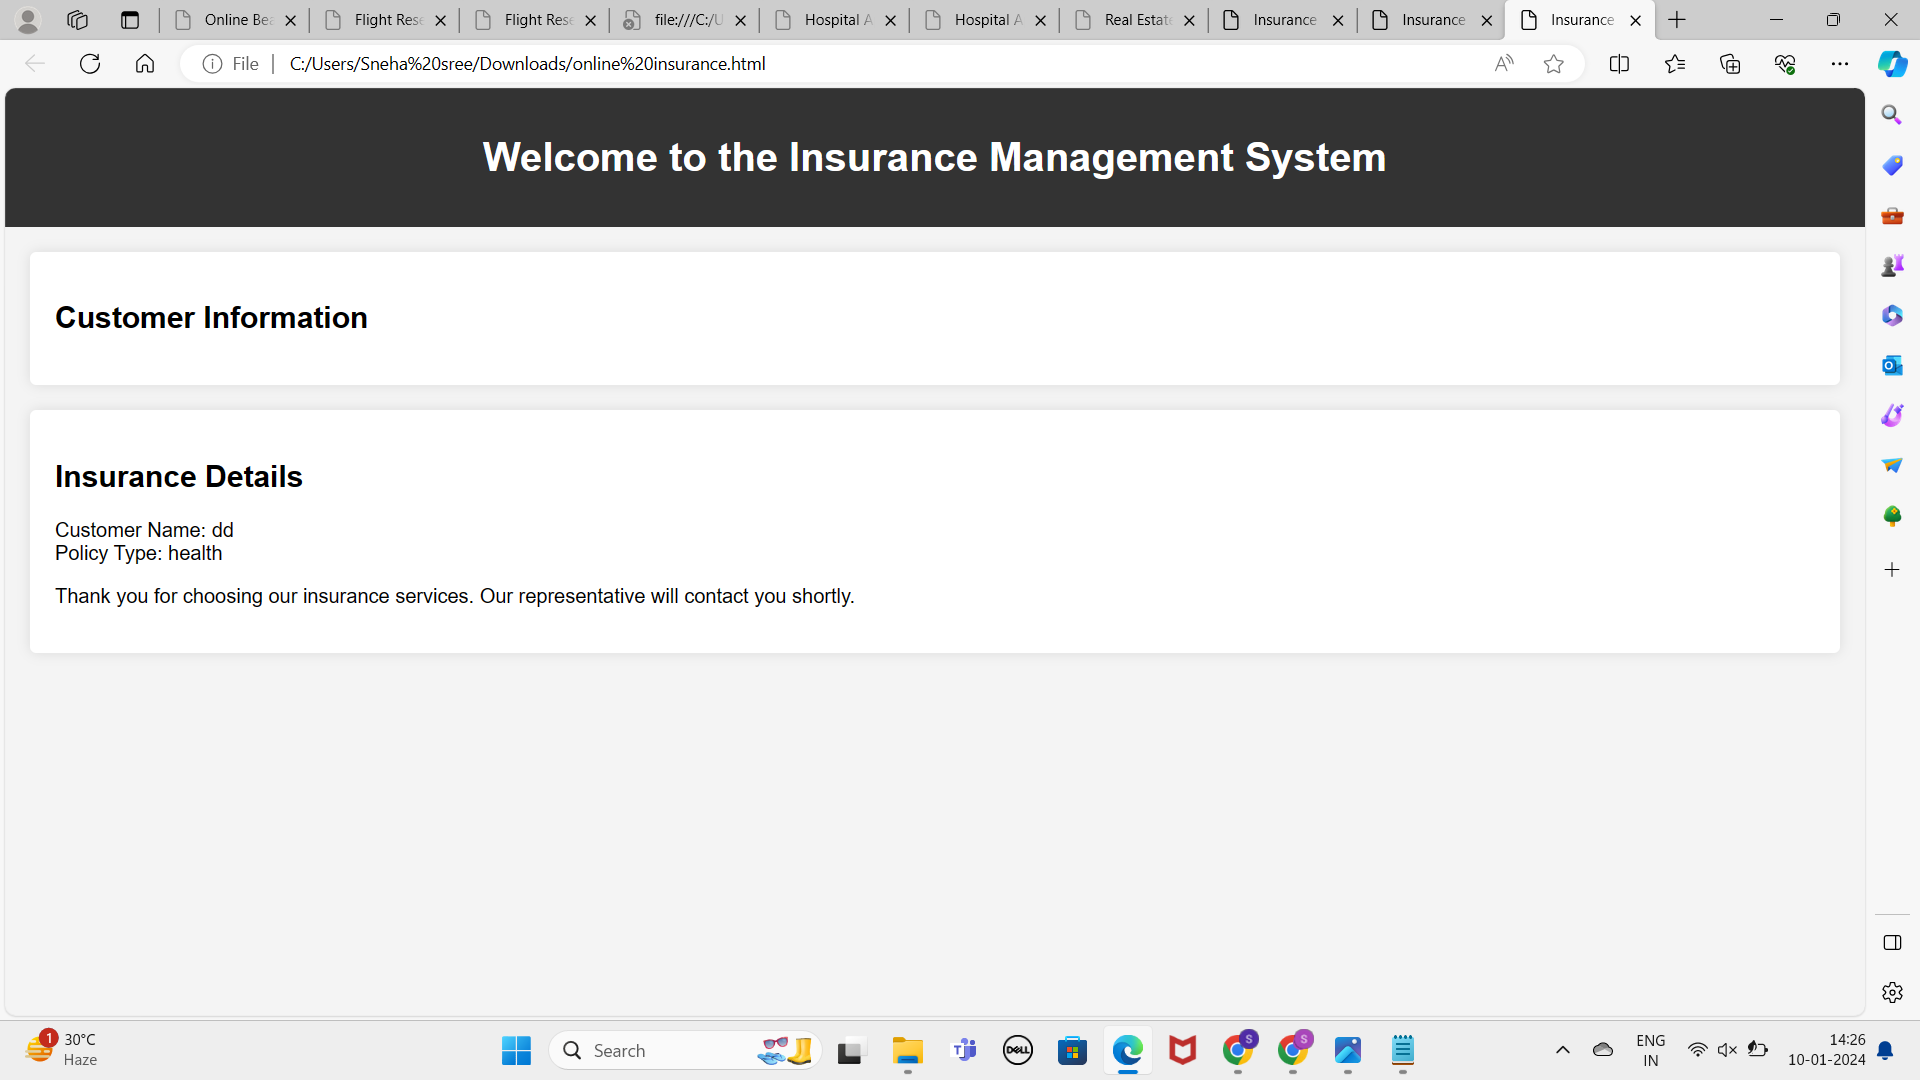 Online Bea
Flight Rese
Flight Rese
file:///C:/U
Hospital A
Hospital A
Real Estate
Insurance
Insurance
Insurance
File
C:/Users/Sneha%20sree/Downloads/online%20insurance.html
Welcome to the Insurance Management System
Customer Information
Insurance Details
Customer Name: dd
Policy Type: health
Thank you for choosing our insurance services. Our representative will contact you shortly.
1
30°C
Haze
Search
DELL
S
S
ENG
IN
14:26
10-01-2024